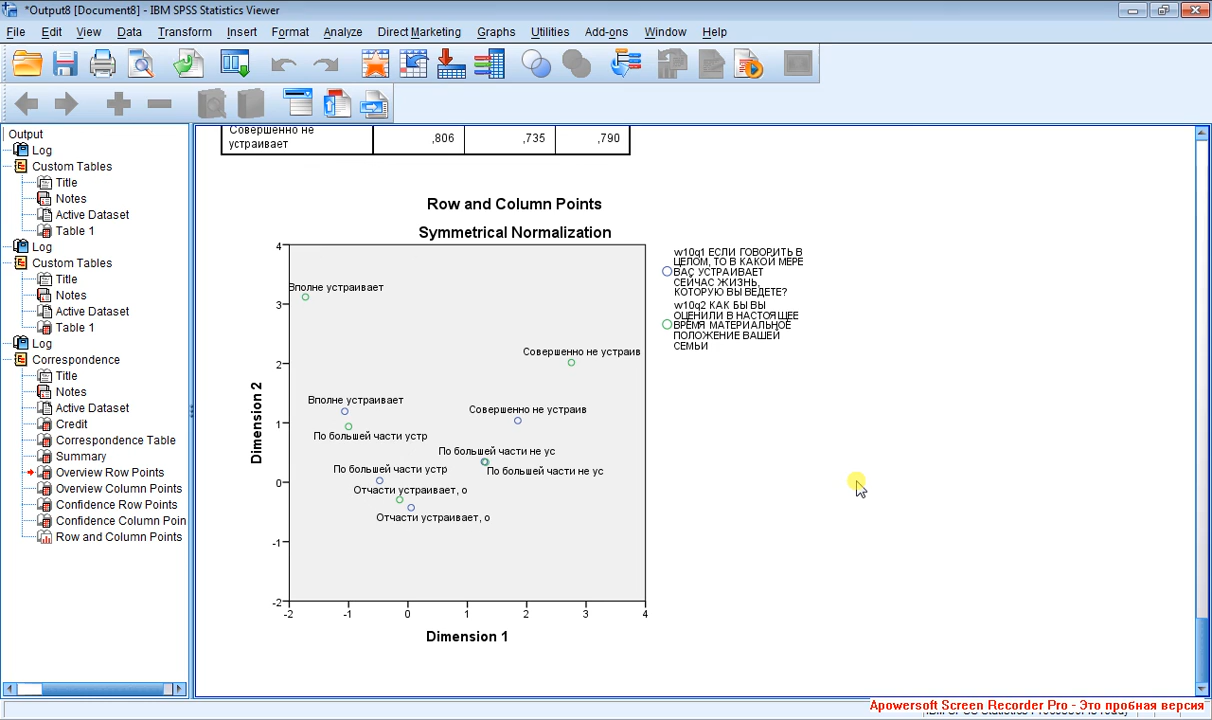 *Output8 [Document8] - IBM SPSS Statistics Viewer
File Edit View Data Transform Insert Format Analyze Direct Marketing Graphs Utilities Add-ons Window Help
Output
Log
Custom Tables
Title
Notes
Active Dataset
Table 1
Log
Custom Tables
Title
Notes
Active Dataset
Table 1
Log
Correspondence
Title
Notes
Active Dataset
Credit
Correspondence Table
Summary
Overview Row Points
Overview Column Points
Confidence Row Points
Confidence Column Poin
Row and Column Points
Совершенно не
устраивает
,806 ,735 ,790
Row and Column Points
Symmetrical Normalization
4
3
2
1
0
-1
-2
Dimension 2
Вполне устраивает
Совершенно не устраив
Вполне устраивает
Совершенно не устраив
По большей части устр
По большей части не ус
По большей части устр
По большей части не ус
Отчасти устраивает, о
Отчасти устраивает, о
-2 -1 0 1 2 3 4
Dimension 1
w10q1 ЕСЛИ ГОВОРИТЬ В
ЦЕЛОМ, ТО В КАКОЙ МЕРЕ
ВАС УСТРАИВАЕТ
СЕЙЧАС ЖИЗНЬ,
КОТОРУЮ ВЫ ВЕДЕТЕ?
w10q2 КАК БЫ ВЫ
ОЦЕНИЛИ В НАСТОЯЩЕЕ
ВРЕМЯ МАТЕРИАЛЬНОЕ
ПОЛОЖЕНИЕ ВАШЕЙ
СЕМЬИ
Apowersoft Screen Recorder Pro - Это пробная версия